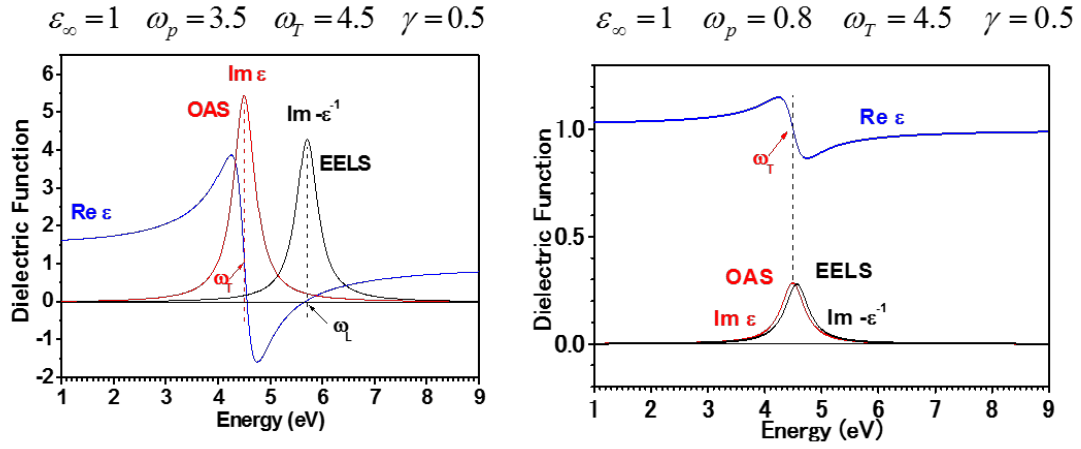 ε∞ = 1 ωp = 3.5 ωT = 4.5 γ = 0.5
6
5
4
3
2
1
0
-1
-2
1 2 3 4 5 6 7 8 9
Dielectric Function
Energy (eV)
Im ε
OAS
Im -ε⁻¹
EELS
Re ε
ωT
ωL
ε∞ = 1 ωp = 0.8 ωT = 4.5 γ = 0.5
1.0
0.5
0.0
1 2 3 4 5 6 7 8 9
Dielectric Function
Energy (eV)
Re ε
ωT
OAS
EELS
Im ε
Im -ε⁻¹